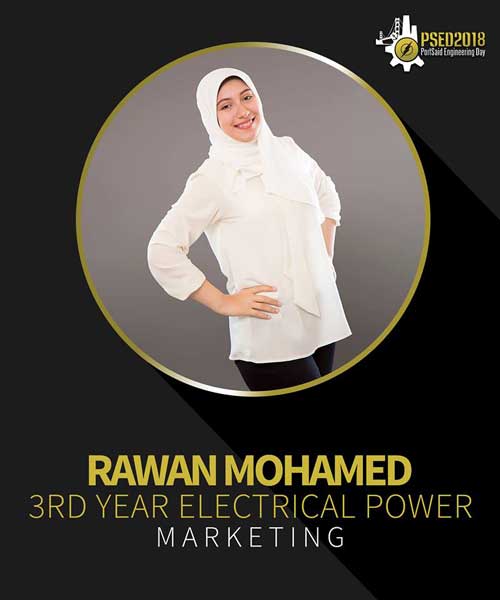 PSED2018
PortSaid Engineering Day
RAWAN MOHAMED
3RD YEAR ELECTRICAL POWER
MARKETING